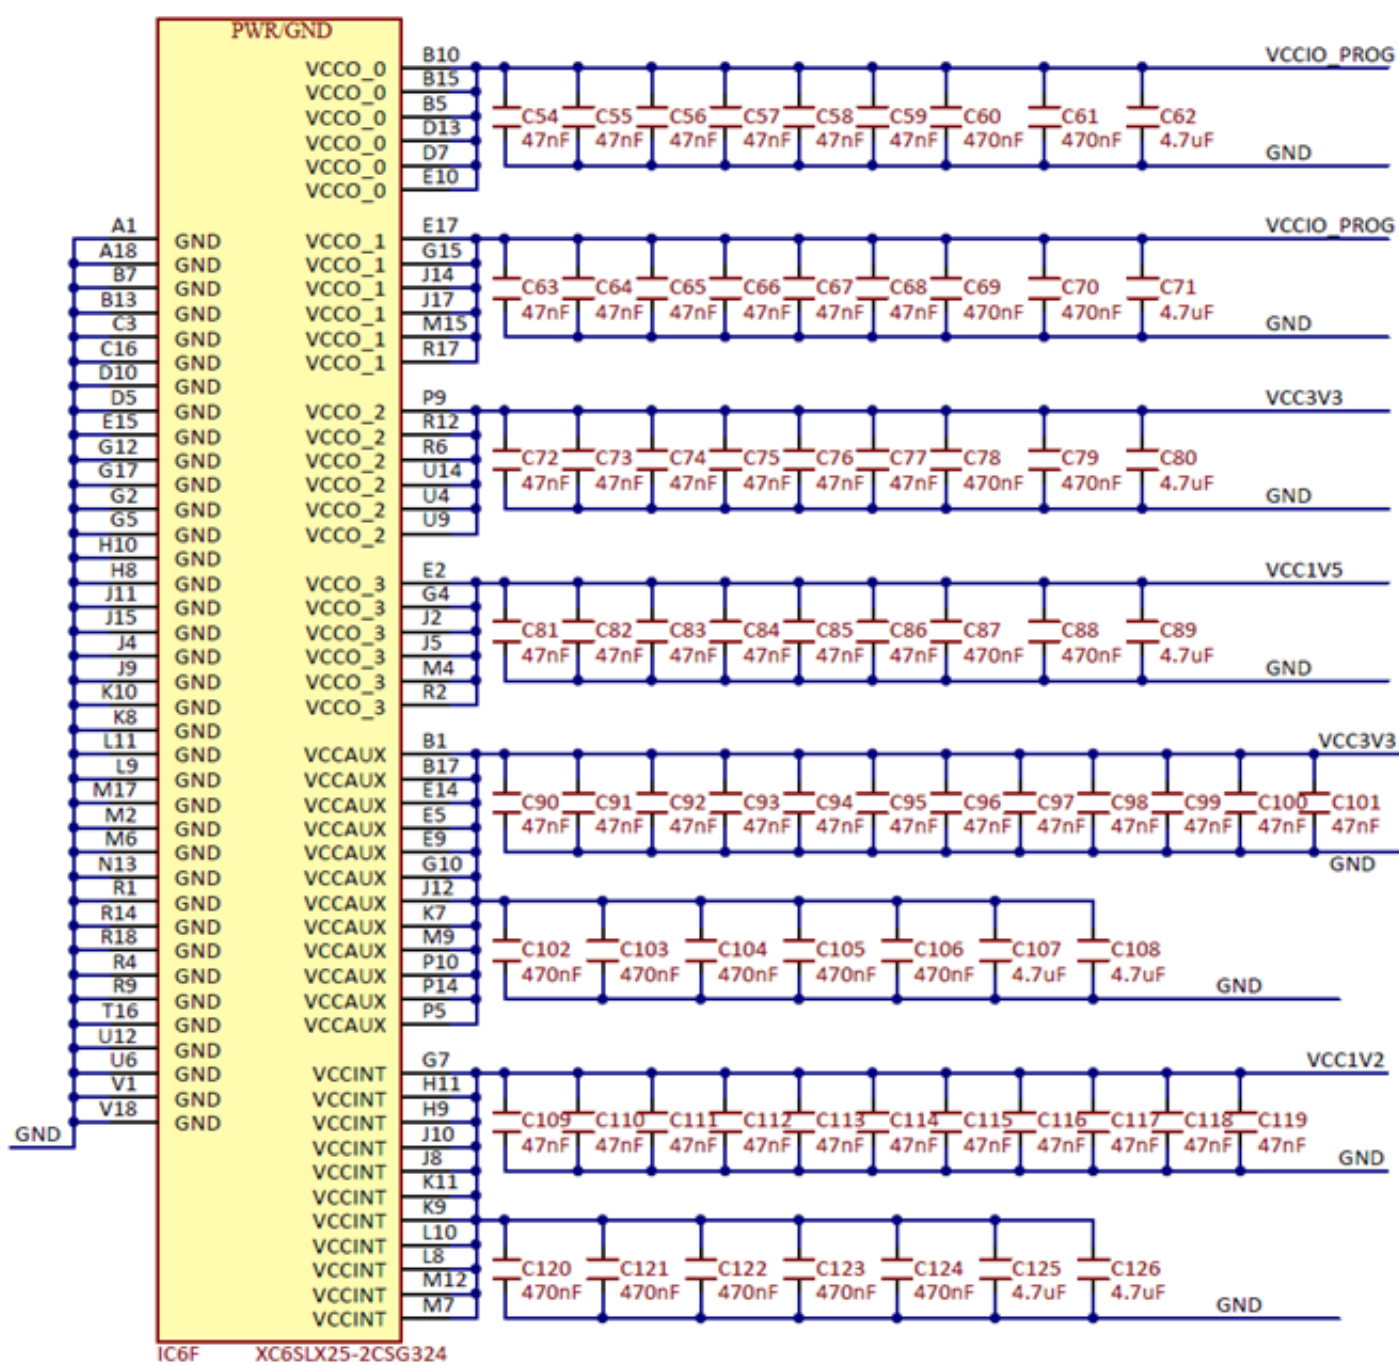 PWR/GND
VCCO_0 B10 VCCIO_PROG
VCCO_0 B15
VCCO_0 B5
VCCO_0 D13
VCCO_0 D7
VCCO_0 E10
C54 C55 C56 C57 C58 C59 C60 C61 C62
47nF 47nF 47nF 47nF 47nF 47nF 470nF 470nF 4.7uF
GND
A1 GND VCCO_1 E17 VCCIO_PROG
A18 GND VCCO_1 G15
B7 GND VCCO_1 J14
B13 GND VCCO_1 J17
C3 GND VCCO_1 M15
C16 GND VCCO_1 R17
C63 C64 C65 C66 C67 C68 C69 C70 C71
47nF 47nF 47nF 47nF 47nF 47nF 470nF 470nF 4.7uF
GND
D10 GND
D5 GND VCCO_2 P9 VCC3V3
E15 GND VCCO_2 R12
G12 GND VCCO_2 R6
G17 GND VCCO_2 U14
G2 GND VCCO_2 U4
G5 GND VCCO_2 U9
C72 C73 C74 C75 C76 C77 C78 C79 C80
47nF 47nF 47nF 47nF 47nF 47nF 470nF 470nF 4.7uF
GND
H10 GND
H8 GND VCCO_3 E2 VCC1V5
J11 GND VCCO_3 G4
J15 GND VCCO_3 J2
J4 GND VCCO_3 J5
J9 GND VCCO_3 M4
K10 GND VCCO_3 R2
C81 C82 C83 C84 C85 C86 C87 C88 C89
47nF 47nF 47nF 47nF 47nF 47nF 470nF 470nF 4.7uF
GND
K8 GND
L11 GND VCCAUX B1 VCC3V3
L9 GND VCCAUX B17
M17 GND VCCAUX E14
M2 GND VCCAUX E5
M6 GND VCCAUX E9
N13 GND VCCAUX G10
R1 GND VCCAUX J12
R14 GND VCCAUX K7
R18 GND VCCAUX M9
R4 GND VCCAUX P10
R9 GND VCCAUX P14
T16 GND VCCAUX P5
C90 C91 C92 C93 C94 C95 C96 C97 C98 C99 C100 C101
47nF 47nF 47nF 47nF 47nF 47nF 47nF 47nF 47nF 47nF 47nF 47nF
GND
C102 C103 C104 C105 C106 C107 C108
470nF 470nF 470nF 470nF 470nF 4.7uF 4.7uF
GND
U12 GND
U6 GND VCCINT G7 VCC1V2
V1 GND VCCINT H11
V18 GND VCCINT H9
GND
VCCINT J10
VCCINT J8
VCCINT K11
VCCINT K9
VCCINT L10
VCCINT L8
VCCINT M12
VCCINT M7
C109 C110 C111 C112 C113 C114 C115 C116 C117 C118 C119
47nF 47nF 47nF 47nF 47nF 47nF 47nF 47nF 47nF 47nF 47nF
GND
C120 C121 C122 C123 C124 C125 C126
470nF 470nF 470nF 470nF 470nF 4.7uF 4.7uF
GND
IC6F XC6SLX25-2CSG324